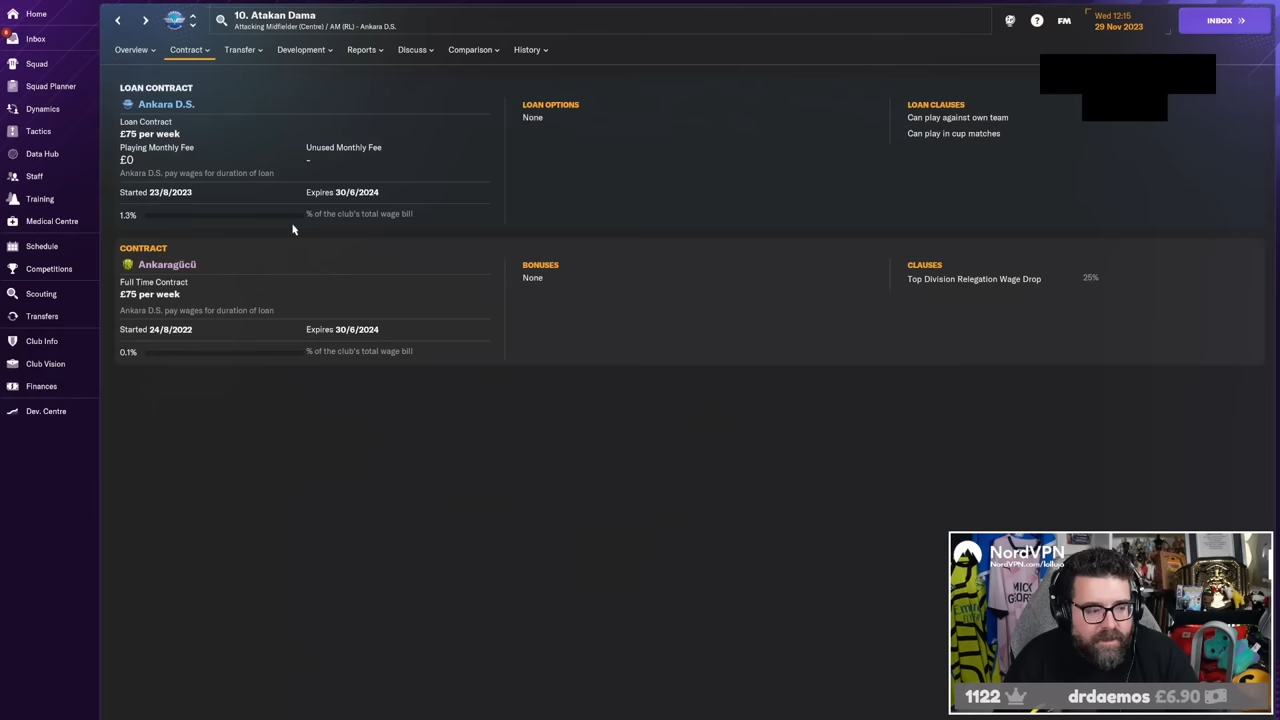 Home
6
Inbox
Squad
Squad Planner
Dynamics
Tactics
Data Hub
Staff
Training
Medical Centre
Schedule
Competitions
Scouting
Transfers
Club Info
Club Vision
Finances
Dev. Centre
10. Atakan Dama
Attacking Midfielder (Centre) / AM (RL) - Ankara D.S.
?
FM
Wed 12:15
29 Nov 2023
INBOX
Overview
Contract
Transfer
Development
Reports
Discuss
Comparison
History
LOAN CONTRACT
Ankara D.S.
Loan Contract
£75 per week
Playing Monthly Fee
Unused Monthly Fee
£0
-
Ankara D.S. pay wages for duration of loan
Started 23/8/2023
Expires 30/6/2024
1.3%
% of the club's total wage bill
LOAN OPTIONS
None
LOAN CLAUSES
Can play against own team
Can play in cup matches
CONTRACT
Ankaragücü
Full Time Contract
£75 per week
Ankara D.S. pay wages for duration of loan
Started 24/8/2022
Expires 30/6/2024
0.1%
% of the club's total wage bill
BONUSES
None
CLAUSES
Top Division Relegation Wage Drop
25%
NordVPN
NordVPN.com/lollujo
1122
drdaemos £6.90